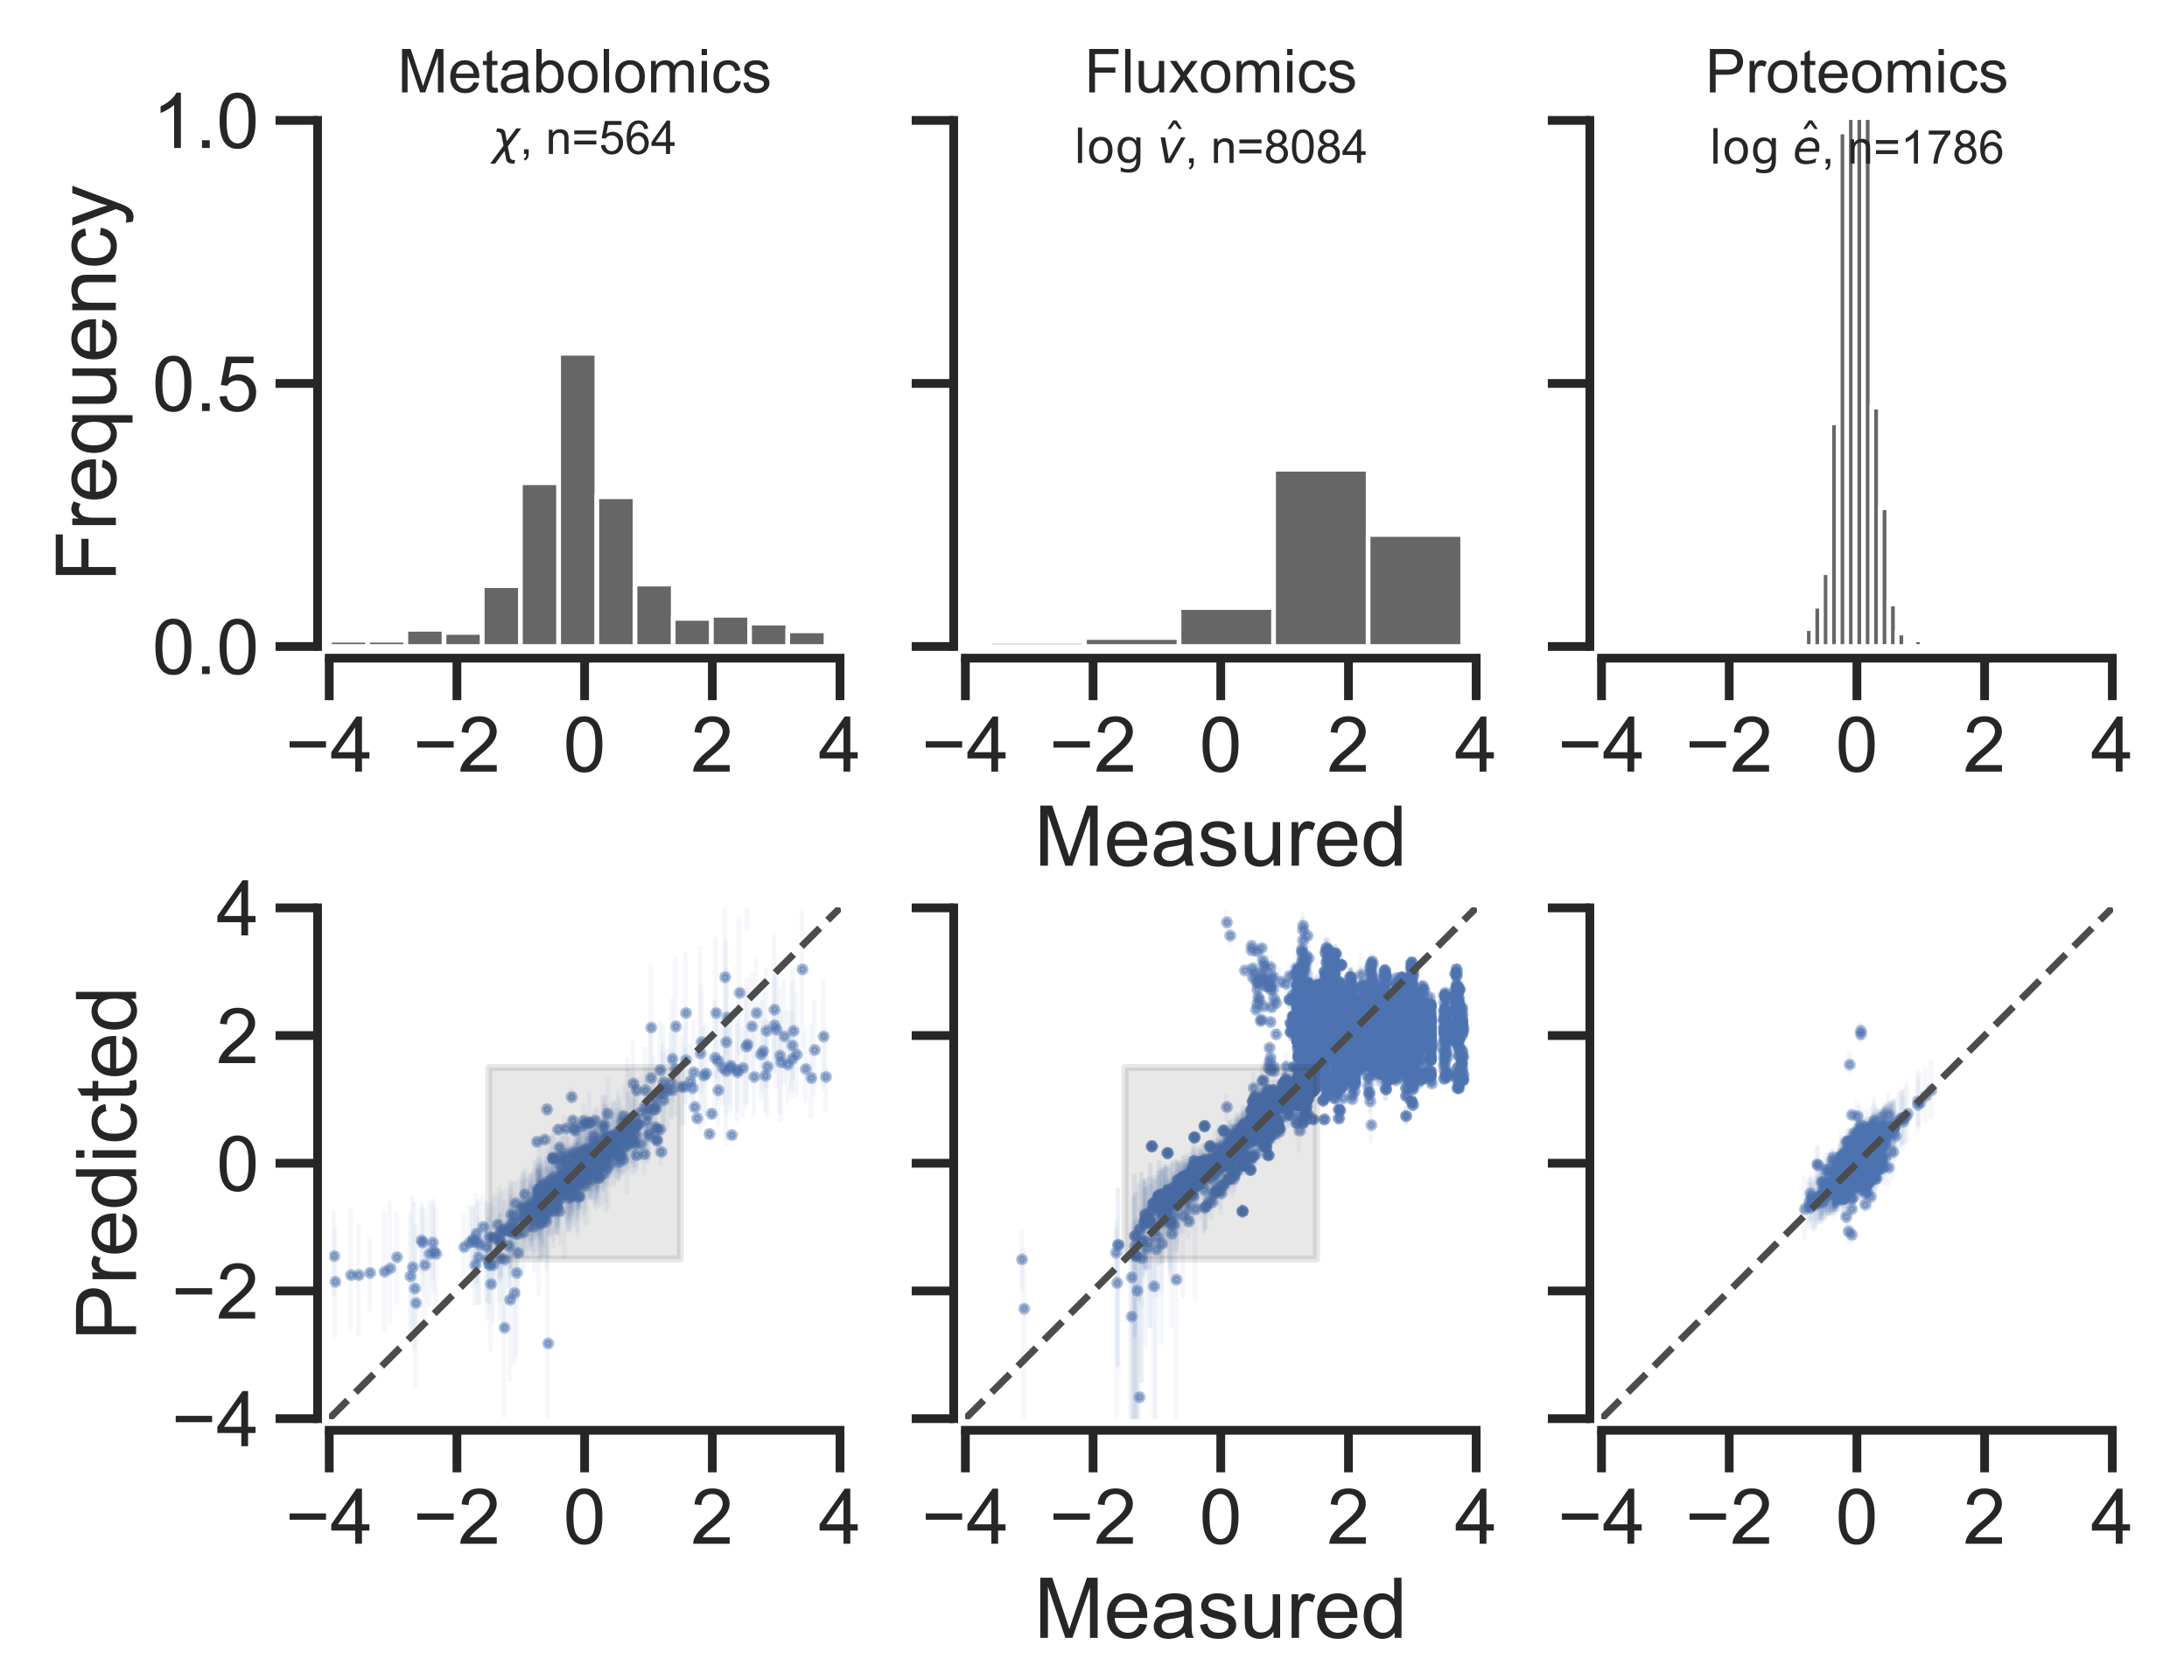 Metabolomics Fluxomics Proteomics
χ, n=564 log v̂, n=8084 log ê, n=1786
Frequency
1.0
0.5
0.0
−4 −2 0 2 4 −4 −2 0 2 4 −4 −2 0 2 4
Measured
Predicted
4
2
0
−2
−4
−4 −2 0 2 4 −4 −2 0 2 4 −4 −2 0 2 4
Measured